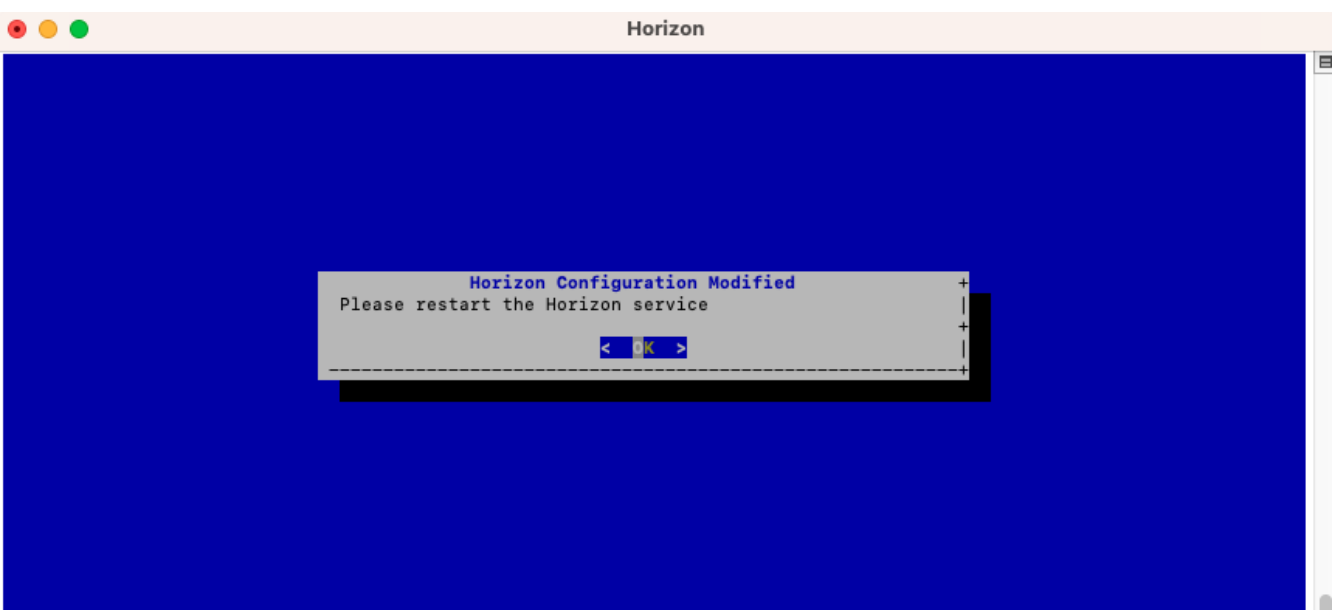 Horizon
Horizon Configuration Modified
Please restart the Horizon service
< OK >